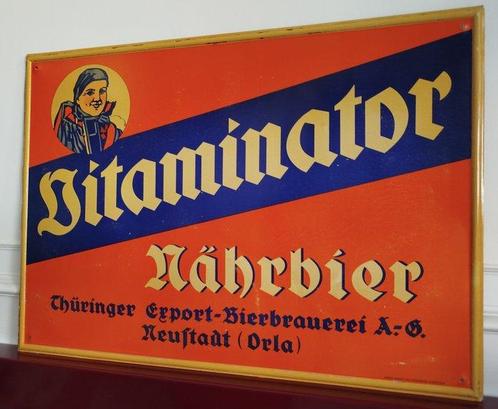 Vitaminator
Nährbier
Thüringer Export-Bierbrauerei A.-G.
Neuſtadt (Orla)